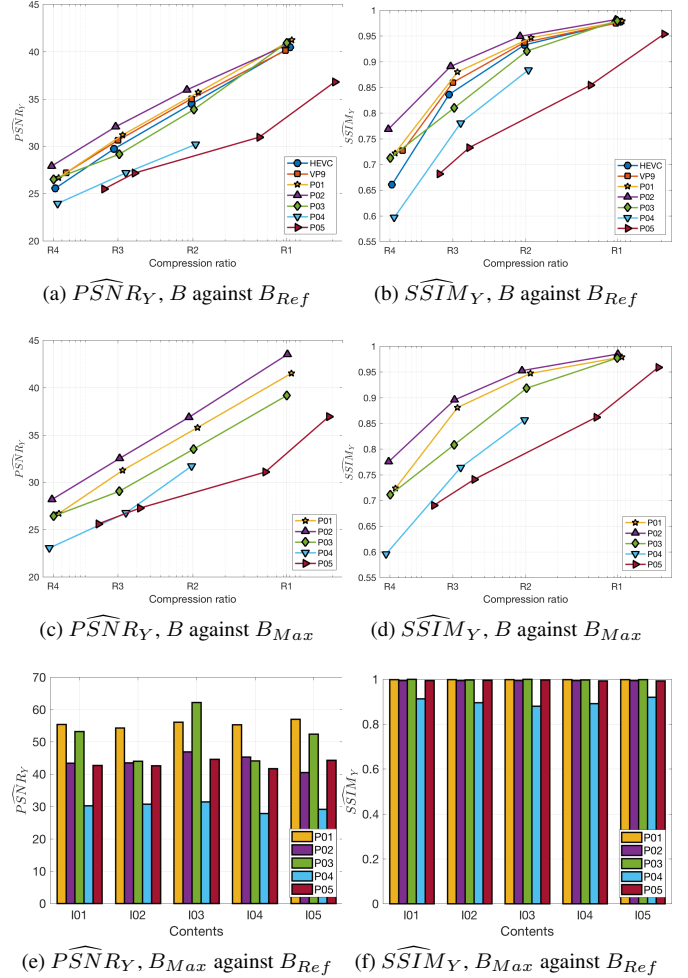 45
40
35
30
25
20
PSNR_Y
R4 R3 R2 R1
Compression ratio
HEVC
VP9
P01
P02
P03
P04
P05
(a) PSNR_Y, B against B_Ref
1
0.95
0.9
0.85
0.8
0.75
0.7
0.65
0.6
0.55
SSIM_Y
R4 R3 R2 R1
Compression ratio
HEVC
VP9
P01
P02
P03
P04
P05
(b) SSIM_Y, B against B_Ref
45
40
35
30
25
20
PSNR_Y
R4 R3 R2 R1
Compression ratio
P01
P02
P03
P04
P05
(c) PSNR_Y, B against B_Max
1
0.95
0.9
0.85
0.8
0.75
0.7
0.65
0.6
0.55
SSIM_Y
R4 R3 R2 R1
Compression ratio
P01
P02
P03
P04
P05
(d) SSIM_Y, B against B_Max
70
60
50
40
30
20
10
0
PSNR_Y
I01 I02 I03 I04 I05
Contents
P01
P02
P03
P04
P05
(e) PSNR_Y, B_Max against B_Ref
1
0.8
0.6
0.4
0.2
0
SSIM_Y
I01 I02 I03 I04 I05
Contents
P01
P02
P03
P04
P05
(f) SSIM_Y, B_Max against B_Ref